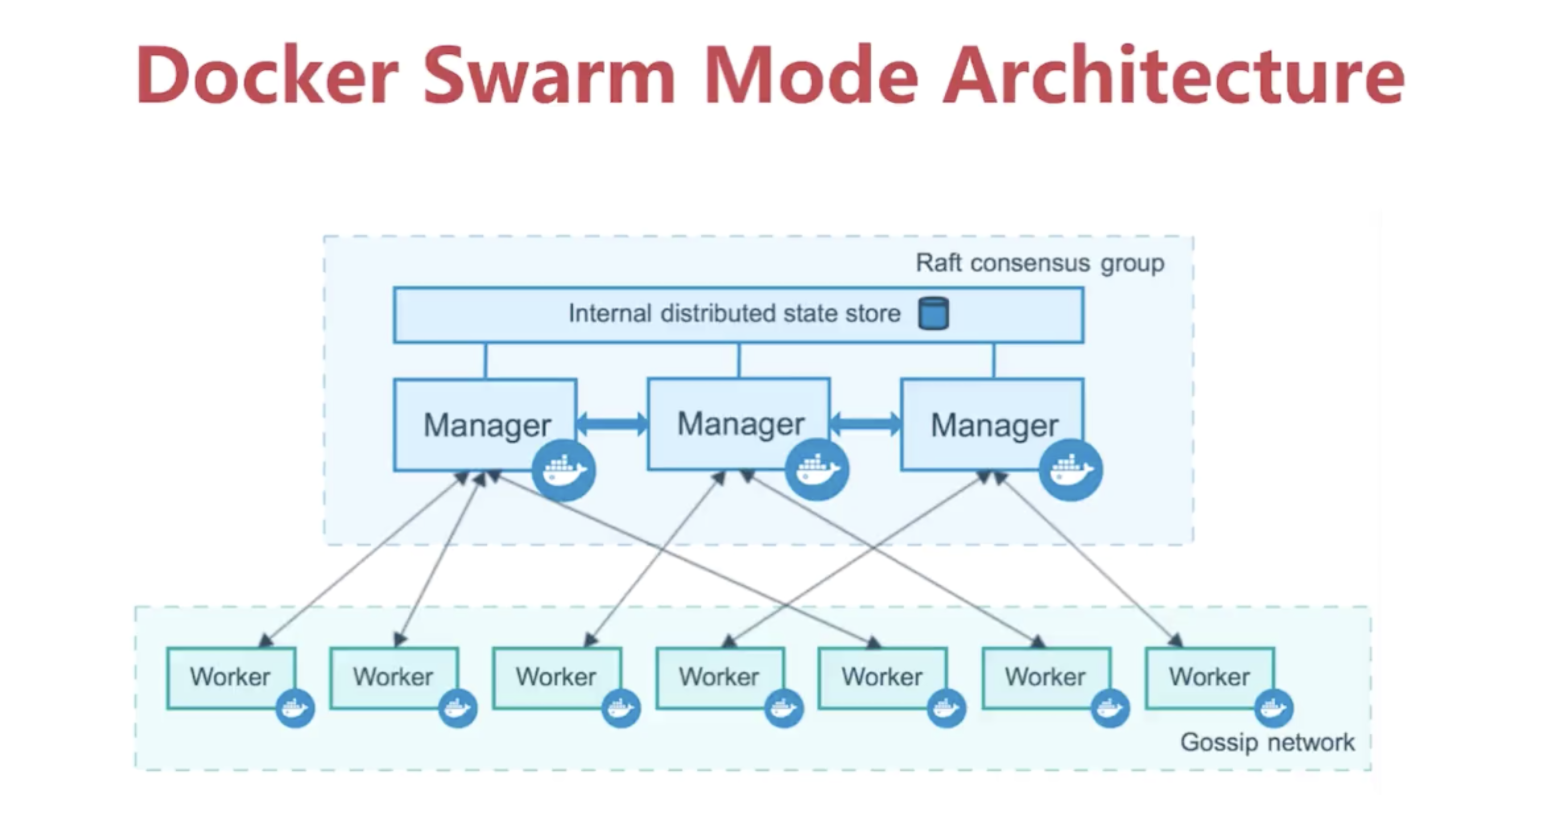 Docker Swarm Mode Architecture
Raft consensus group
Internal distributed state store
Manager
Manager
Manager
Worker
Worker
Worker
Worker
Worker
Worker
Worker
Gossip network